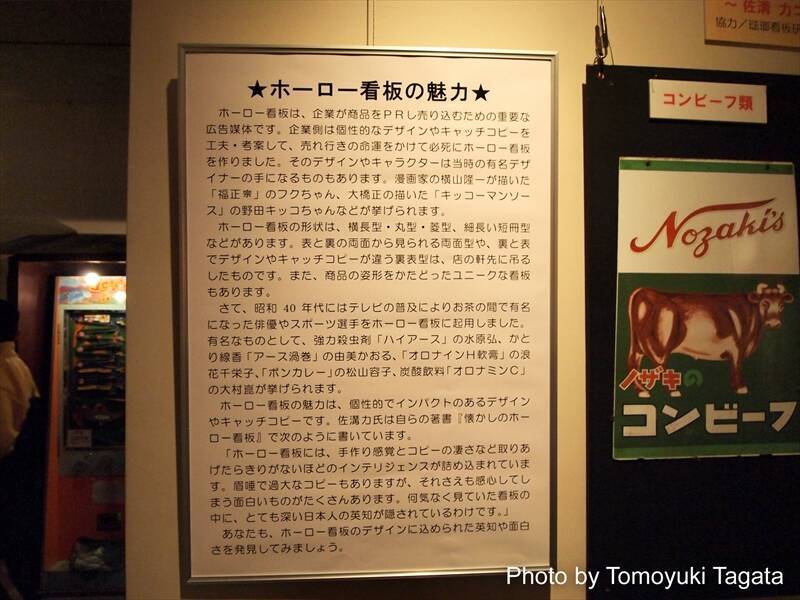 ★ホーロー看板の魅力★
ホーロー看板は、企業が商品をPRし売り込むための重要な
広告媒体です。企業側は個性的なデザインやキャッチコピーを
工夫・考案して、売れ行きの命運をかけて必死にホーロー看板
を作りました。そのデザインやキャラクターは当時の有名デザ
イナーの手になるものもあります。漫画家の横山隆一が描いた
「福正宗」のフクちゃん、大橋正の描いた「キッコーマンソー
ス」の野田キッコちゃんなどが挙げられます。
ホーロー看板の形状は、横長型・丸型・菱型、細長い短冊型
などがあります。表と裏の両面から見られる両面型や、裏と表
でデザインやキャッチコピーが違う裏表型は、店の軒先に吊る
したものです。また、商品の姿形をかたどったユニークな看板
もあります。
さて、昭和 40 年代にはテレビの普及によりお茶の間で有名
になった俳優やスポーツ選手をホーロー看板に起用しました。
有名なものとして、強力殺虫剤「ハイアース」の水原弘、かと
り線香「アース渦巻」の由美かおる、「オロナインH軟膏」の浪
花千栄子、「ボンカレー」の松山容子、炭酸飲料「オロナミンC」
の大村崑が挙げられます。
ホーロー看板の魅力は、個性的でインパクトのあるデザイン
やキャッチコピーです。佐溝力氏は自らの著書『懐かしのホー
ロー看板』で次のように書いています。
「ホーロー看板には、手作り感覚とコピーの凄さなど取りあ
げたらきりがないほどのインテリジェンスが詰め込まれていま
す。眉唾で過大なコピーもありますが、それさえも感心してし
まう面白いものがたくさんあります。何気なく見ていた看板の
中に、とても深い日本人の英知が隠されているわけです。」
あなたも、ホーロー看板のデザインに込められた英知や面白
さを発見してみましょう。
～佐溝 力コ
協力／琺瑯看板研
コンビーフ類
Nozaki's
ノザキの
コンビーフ
Photo by Tomoyuki Tagata